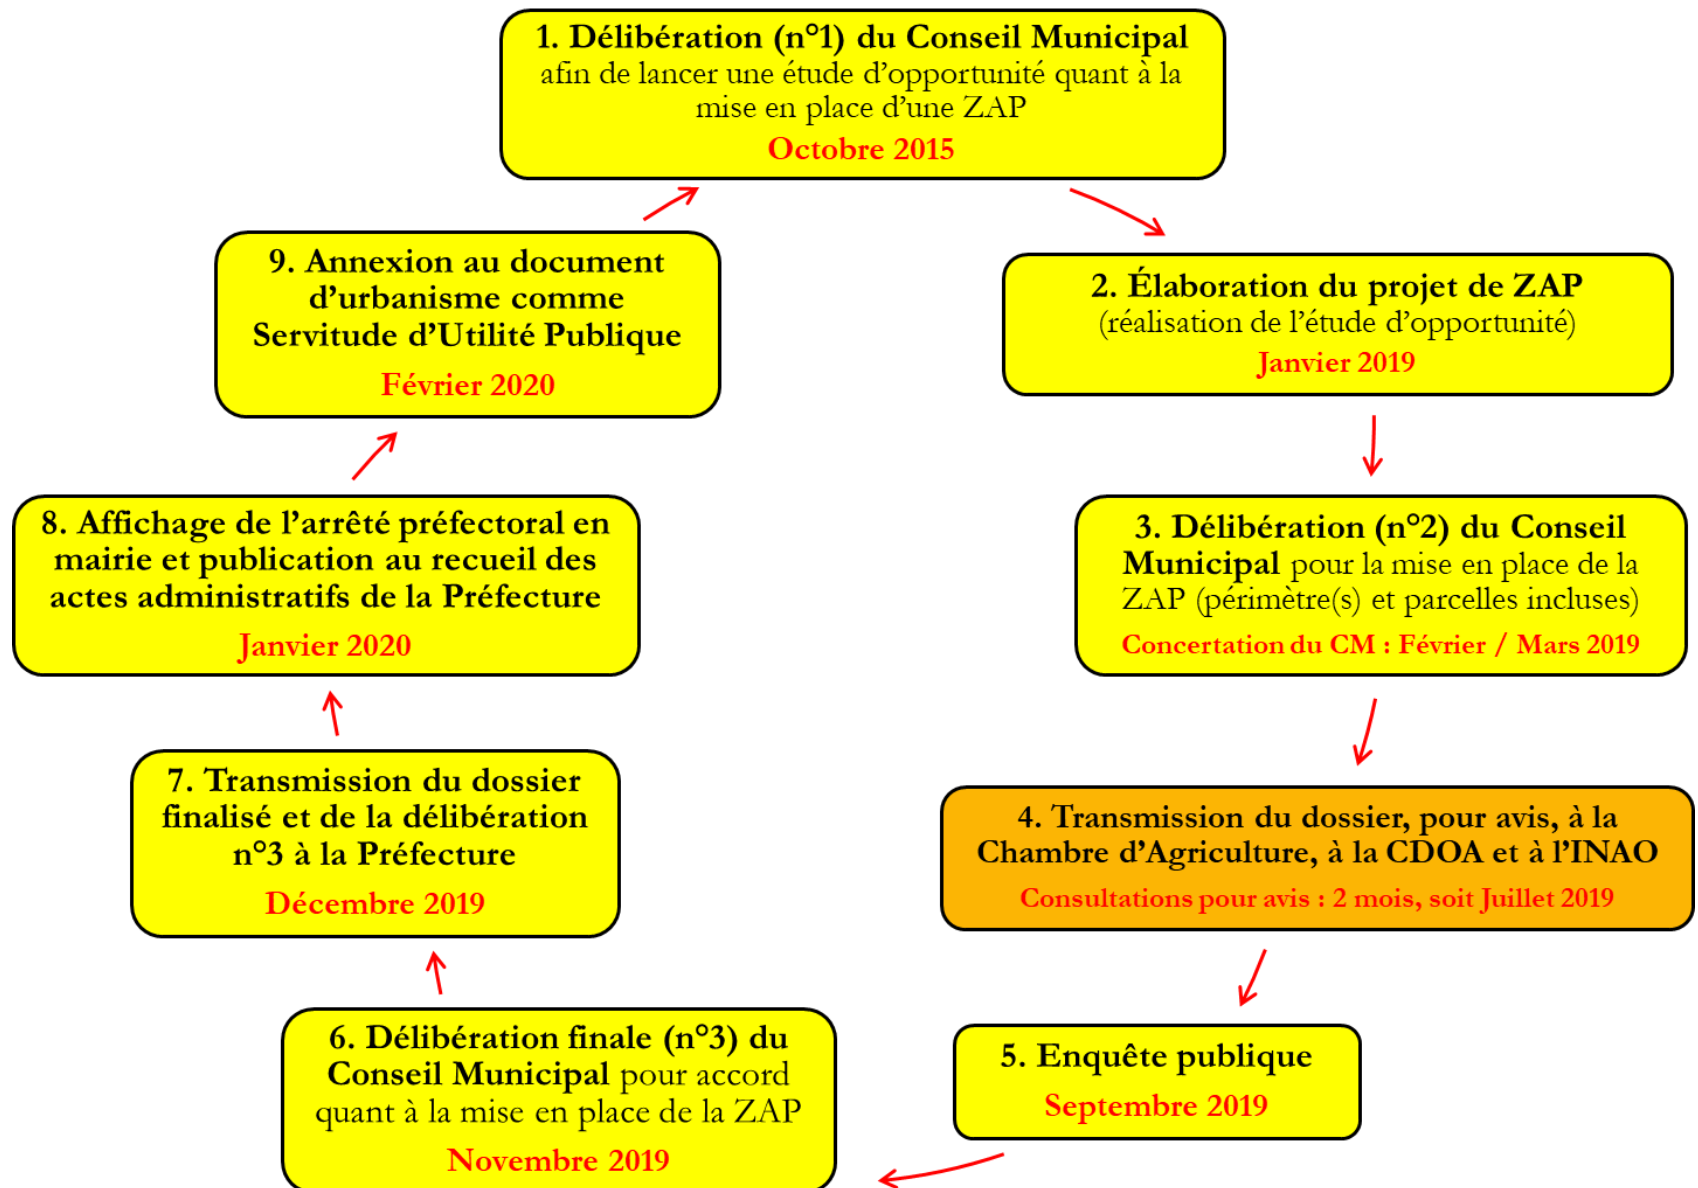 1. Délibération (n°1) du Conseil Municipal
afin de lancer une étude d’opportunité quant à la
mise en place d’une ZAP
Octobre 2015
2. Élaboration du projet de ZAP
(réalisation de l’étude d’opportunité)
Janvier 2019
3. Délibération (n°2) du Conseil
Municipal pour la mise en place de la
ZAP (périmètre(s) et parcelles incluses)
Concertation du CM : Février / Mars 2019
4. Transmission du dossier, pour avis, à la
Chambre d’Agriculture, à la CDOA et à l’INAO
Consultations pour avis : 2 mois, soit Juillet 2019
5. Enquête publique
Septembre 2019
6. Délibération finale (n°3) du
Conseil Municipal pour accord
quant à la mise en place de la ZAP
Novembre 2019
7. Transmission du dossier
finalisé et de la délibération
n°3 à la Préfecture
Décembre 2019
8. Affichage de l’arrêté préfectoral en
mairie et publication au recueil des
actes administratifs de la Préfecture
Janvier 2020
9. Annexion au document
d’urbanisme comme
Servitude d’Utilité Publique
Février 2020